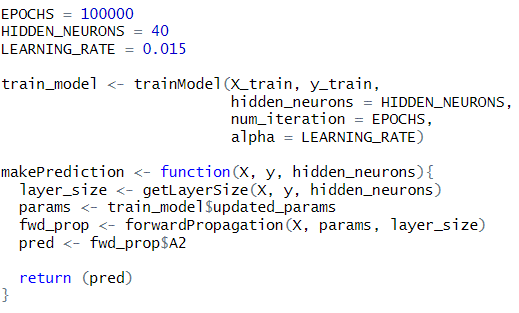 EPOCHS = 100000
HIDDEN_NEURONS = 40
LEARNING_RATE = 0.015

train_model <- trainModel(X_train, y_train,
                          hidden_neurons = HIDDEN_NEURONS,
                          num_iteration = EPOCHS,
                          alpha = LEARNING_RATE)

makePrediction <- function(X, y, hidden_neurons){
  layer_size <- getLayerSize(X, y, hidden_neurons)
  params <- train_model$updated_params
  fwd_prop <- forwardPropagation(X, params, layer_size)
  pred <- fwd_prop$A2

  return (pred)
}